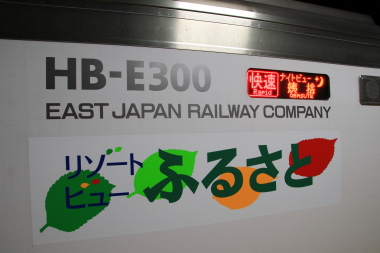 HB-E300
快速 Rapid ナイトビュー 姨捨 OBASUTE
EAST JAPAN RAILWAY COMPANY
リゾート
ビュー ふるさと